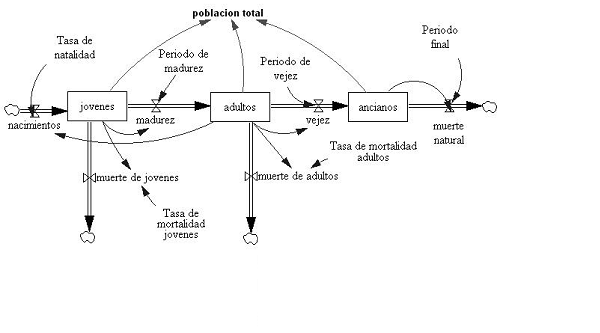 poblacion total
Tasa de
natalidad
Periodo de
madurez
Periodo de
vejez
Periodo
final
jovenes
adultos
ancianos
nacimientos
madurez
vejez
muerte
natural
muerte de jovenes
muerte de adultos
Tasa de mortalidad
adultos
Tasa de
mortalidad
jovenes